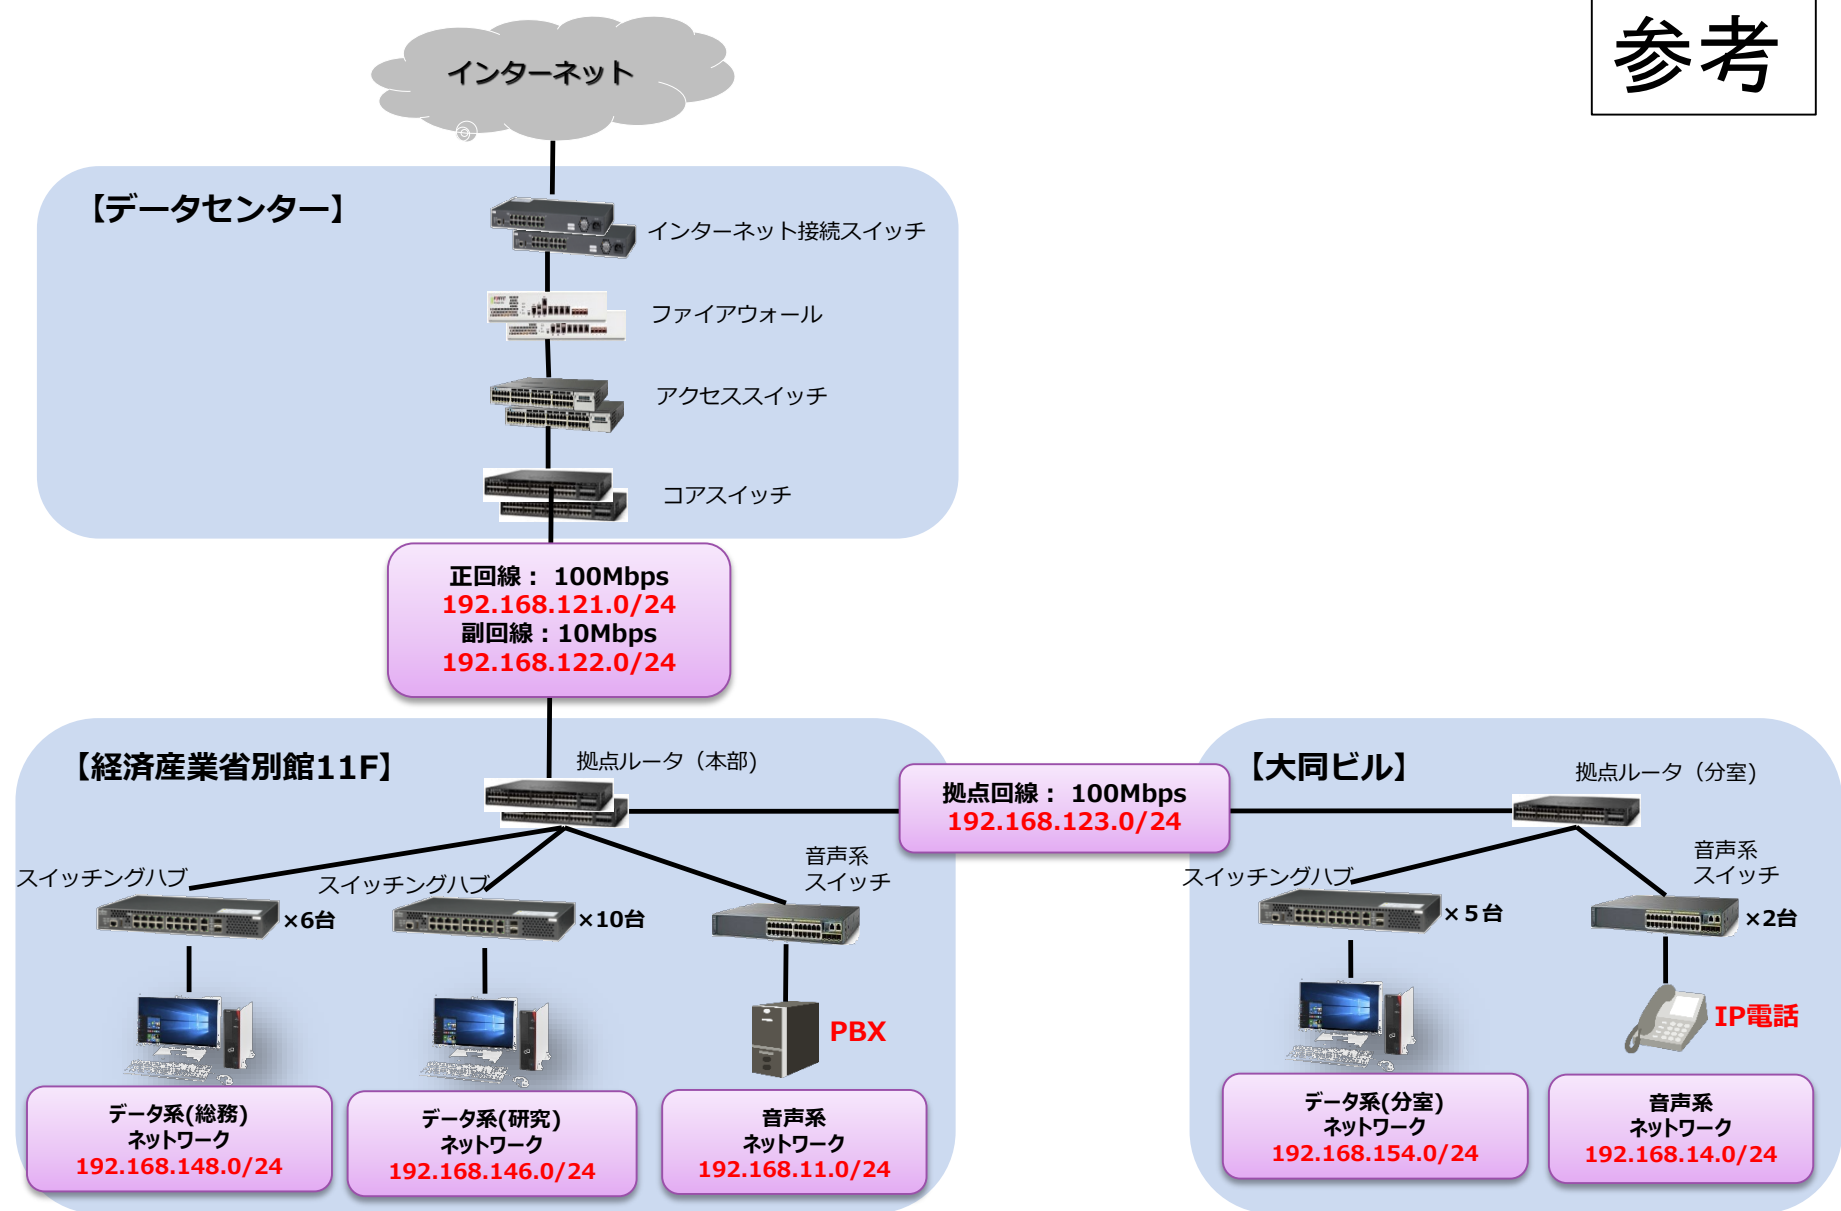 参考
インターネット
【データセンター】
インターネット接続スイッチ
ファイアウォール
アクセススイッチ
コアスイッチ
正回線： 100Mbps
192.168.121.0/24
副回線：10Mbps
192.168.122.0/24
【経済産業省別館11F】
拠点ルータ（本部)
拠点回線： 100Mbps
192.168.123.0/24
【大同ビル】
拠点ルータ（分室)
スイッチングハブ
×6台
スイッチングハブ
×10台
音声系
スイッチ
スイッチングハブ
×５台
音声系
スイッチ
×2台
PBX
IP電話
データ系(総務)
ネットワーク
192.168.148.0/24
データ系(研究)
ネットワーク
192.168.146.0/24
音声系
ネットワーク
192.168.11.0/24
データ系(分室)
ネットワーク
192.168.154.0/24
音声系
ネットワーク
192.168.14.0/24